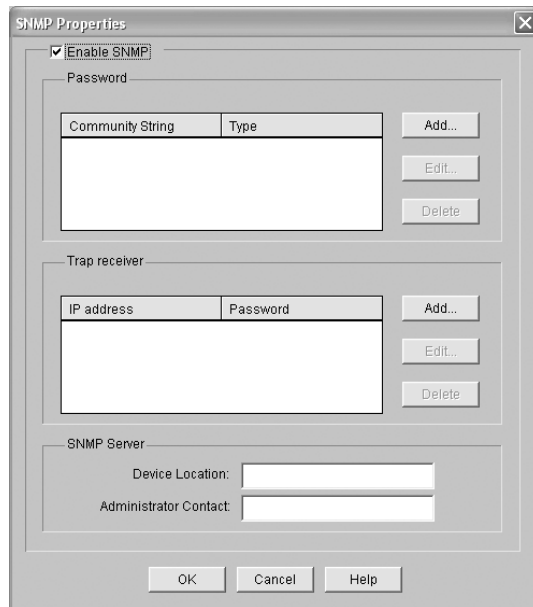 SNMP Properties
Enable SNMP
Password
Community String Type
Add...
Edit...
Delete
Trap receiver
IP address Password
Add...
Edit...
Delete
SNMP Server
Device Location:
Administrator Contact:
OK Cancel Help